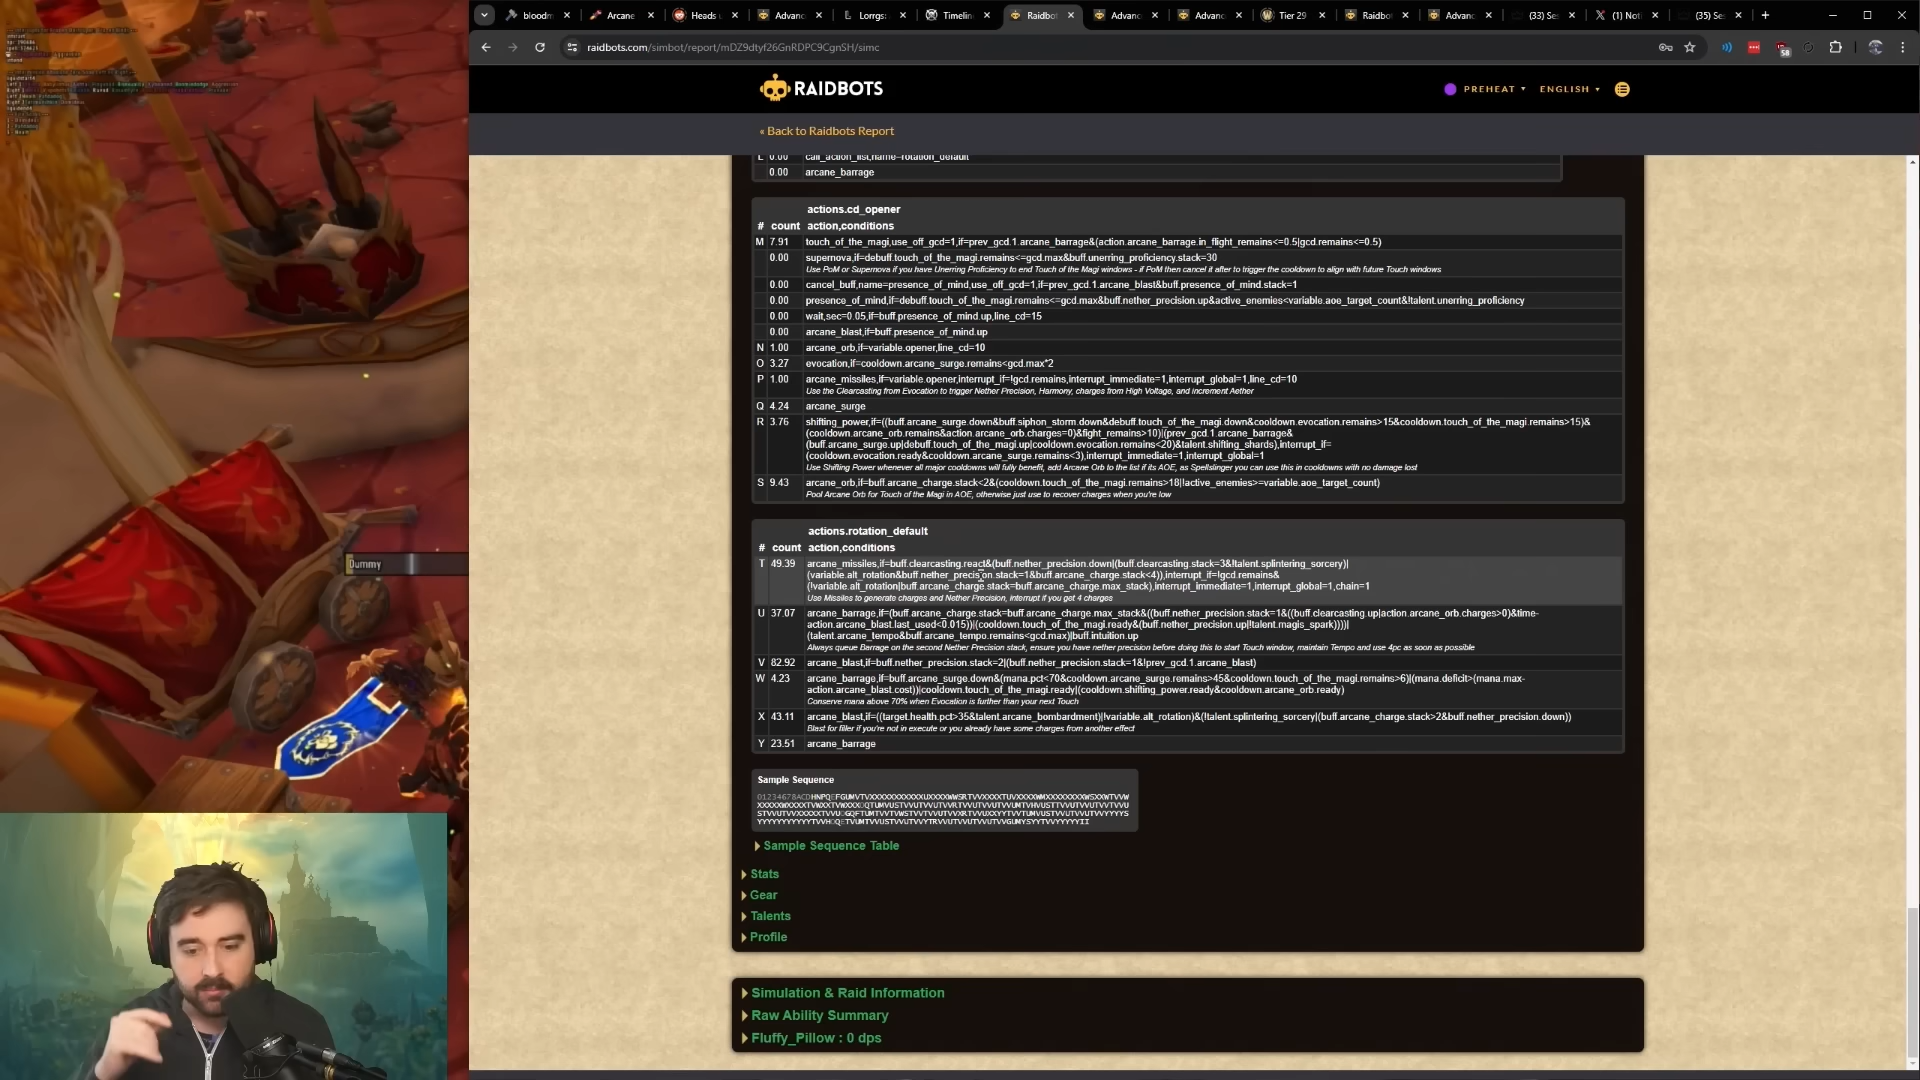 bloodm
Arcane
Heads u
Advanc
Lorrgs:
Timelin
Raidbot
Advanc
Advanc
Tier 29
Raidbot
Advanc
(33) Se
(1) Noti
(35) Se
raidbots.com/simbot/report/mDZ9dtyf26GnRDPC9CgnSH/simc
58
RAIDBOTS
PREHEAT
ENGLISH
« Back to Raidbots Report
L 0.00 call_action_list,name=rotation_default
0.00 arcane_barrage
actions.cd_opener
# count action,conditions
M 7.91 touch_of_the_magi,use_off_gcd=1,if=prev_gcd.1.arcane_barrage&(action.arcane_barrage.in_flight_remains<=0.5|gcd.remains<=0.5)
0.00 supernova,if=debuff.touch_of_the_magi.remains<=gcd.max&buff.unerring_proficiency.stack=30
Use PoM or Supernova if you have Unerring Proficiency to end Touch of the Magi windows - if PoM then cancel it after to trigger the cooldown to align with future Touch windows
0.00 cancel_buff,name=presence_of_mind,use_off_gcd=1,if=prev_gcd.1.arcane_blast&buff.presence_of_mind.stack=1
0.00 presence_of_mind,if=debuff.touch_of_the_magi.remains<=gcd.max&buff.nether_precision.up&active_enemies<variable.aoe_target_count&!talent.unerring_proficiency
0.00 wait,sec=0.05,if=buff.presence_of_mind.up,line_cd=15
0.00 arcane_blast,if=buff.presence_of_mind.up
N 1.00 arcane_orb,if=variable.opener,line_cd=10
O 3.27 evocation,if=cooldown.arcane_surge.remains<gcd.max*2
P 1.00 arcane_missiles,if=variable.opener,interrupt_if=!gcd.remains,interrupt_immediate=1,interrupt_global=1,line_cd=10
Use the Clearcasting from Evocation to trigger Nether Precision, Harmony, charges from High Voltage, and increment Aether
Q 4.24 arcane_surge
R 3.76 shifting_power,if=((buff.arcane_surge.down&buff.siphon_storm.down&debuff.touch_of_the_magi.down&cooldown.evocation.remains>15&cooldown.touch_of_the_magi.remains>15)&
(cooldown.arcane_orb.remains&action.arcane_orb.charges=0)&fight_remains>10)|(prev_gcd.1.arcane_barrage&
(buff.arcane_surge.up|debuff.touch_of_the_magi.up|cooldown.evocation.remains<20)&talent.shifting_shards),interrupt_if=
(cooldown.evocation.ready&cooldown.arcane_surge.remains<3),interrupt_immediate=1,interrupt_global=1
Use Shifting Power whenever all major cooldowns will fully benefit, add Arcane Orb to the list if its AOE, as Spellslinger you can use this in cooldowns with no damage lost
S 9.43 arcane_orb,if=buff.arcane_charge.stack<2&(cooldown.touch_of_the_magi.remains>18|!active_enemies>=variable.aoe_target_count)
Pool Arcane Orb for Touch of the Magi in AOE, otherwise just use to recover charges when you're low
actions.rotation_default
# count action,conditions
T 49.39 arcane_missiles,if=buff.clearcasting.react&(buff.nether_precision.down|(buff.clearcasting.stack=3&!talent.splintering_sorcery)|
(variable.alt_rotation&buff.nether_precision.stack=1&buff.arcane_charge.stack<4)),interrupt_if=!gcd.remains&
(!variable.alt_rotation|buff.arcane_charge.stack=buff.arcane_charge.max_stack),interrupt_immediate=1,interrupt_global=1,chain=1
Use Missiles to generate charges and Nether Precision, interrupt if you get 4 charges
U 37.07 arcane_barrage,if=(buff.arcane_charge.stack=buff.arcane_charge.max_stack&((buff.nether_precision.stack=1&((buff.clearcasting.up|action.arcane_orb.charges>0)&time-
action.arcane_blast.last_used<0.015))|(cooldown.touch_of_the_magi.ready&(buff.nether_precision.up|!talent.magis_spark))))|
(talent.arcane_tempo&buff.arcane_tempo.remains<gcd.max)|buff.intuition.up
Always queue Barrage on the second Nether Precision stack, ensure you have nether precision before doing this to start Touch window, maintain Tempo and use 4pc as soon as possible
V 82.92 arcane_blast,if=buff.nether_precision.stack=2|(buff.nether_precision.stack=1&!prev_gcd.1.arcane_blast)
W 4.23 arcane_barrage,if=buff.arcane_surge.down&(mana.pct<70&cooldown.arcane_surge.remains>45&cooldown.touch_of_the_magi.remains>6)|(mana.deficit>(mana.max-
action.arcane_blast.cost))|cooldown.touch_of_the_magi.ready|(cooldown.shifting_power.ready&cooldown.arcane_orb.ready)
Conserve mana above 70% when Evocation is further than your next Touch
X 43.11 arcane_blast,if=((target.health.pct>35&talent.arcane_bombardment)|!variable.alt_rotation)&(!talent.splintering_sorcery|(buff.arcane_charge.stack>2&buff.nether_precision.down))
Blast for filler if you're not in execute or you already have some charges from another effect
Y 23.51 arcane_barrage
Sample Sequence
Sample Sequence Table
Stats
Gear
Talents
Profile
Simulation & Raid Information
Raw Ability Summary
Fluffy_Pillow : 0 dps
Dummy